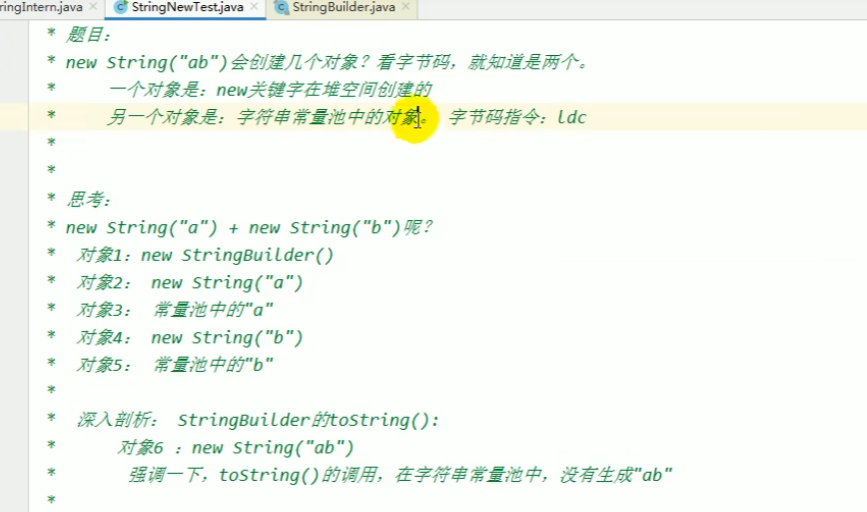 ringIntern.java × StringNewTest.java × StringBuilder.java ×
* 题目：
* new String("ab")会创建几个对象？看字节码，就知道是两个。
* 一个对象是：new关键字在堆空间创建的
* 另一个对象是：字符串常量池中的对象。 字节码指令：ldc
*
*
* 思考：
* new String("a") + new String("b")呢？
* 对象1：new StringBuilder()
* 对象2： new String("a")
* 对象3： 常量池中的"a"
* 对象4： new String("b")
* 对象5： 常量池中的"b"
*
* 深入剖析： StringBuilder的toString():
* 对象6 ：new String("ab")
* 强调一下，toString()的调用，在字符串常量池中，没有生成"ab"
*